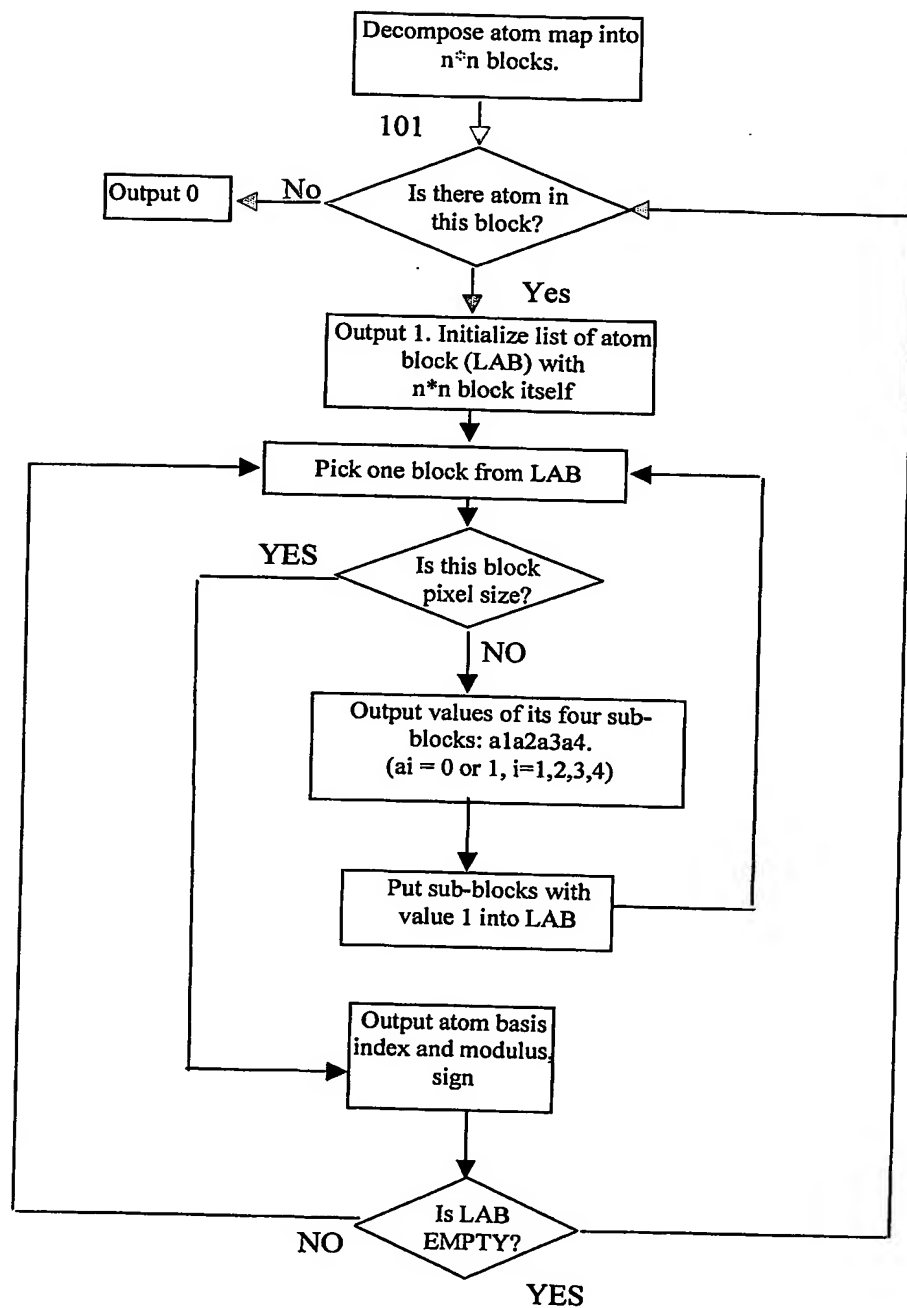 Decompose atom map into
n*n blocks.
101
Output 0
No
Is there atom in
this block?
Yes
Output 1. Initialize list of atom
block (LAB) with
n*n block itself
Pick one block from LAB
YES
Is this block
pixel size?
NO
Output values of its four sub-
blocks: a1a2a3a4.
(ai = 0 or 1, i=1,2,3,4)
Put sub-blocks with
value 1 into LAB
Output atom basis
index and modulus,
sign
Is LAB
EMPTY?
NO
YES